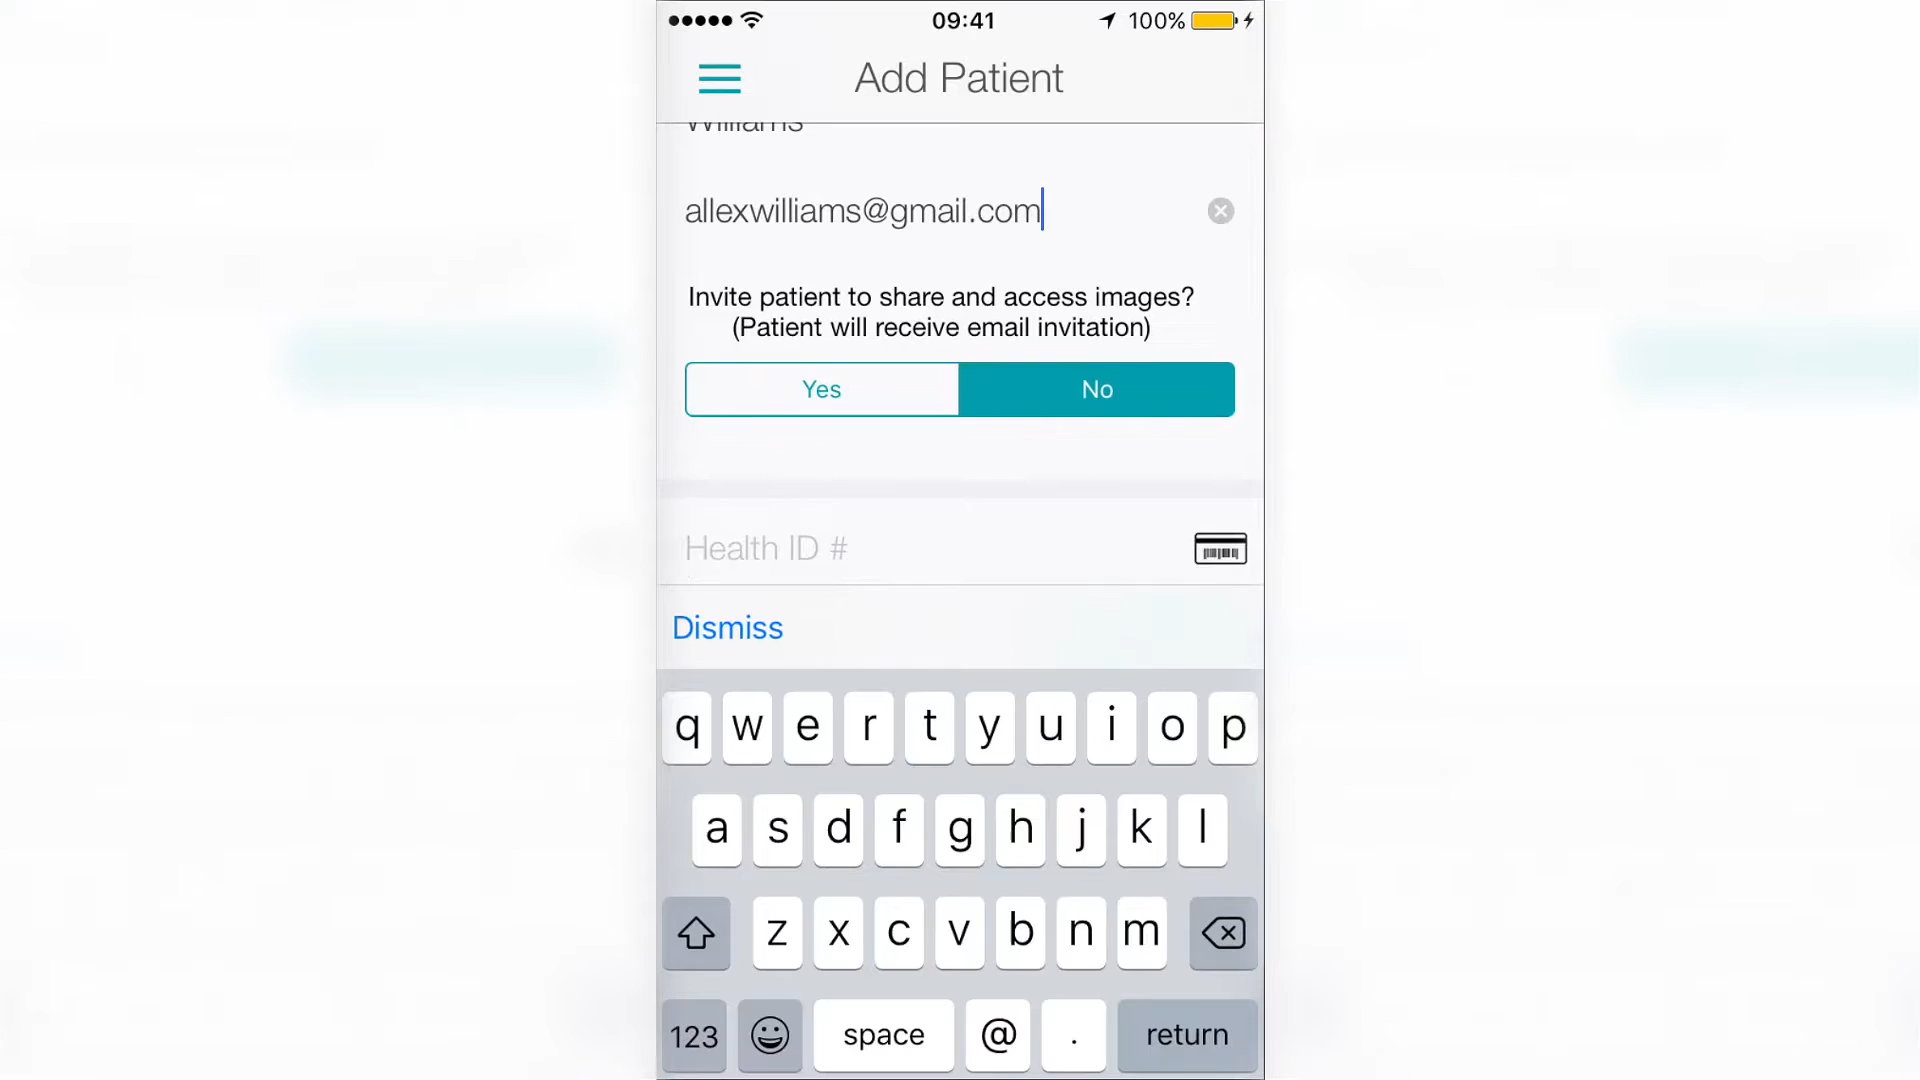 09:41
100%
Add Patient
Williams
allexwilliams@gmail.com
Invite patient to share and access images?
(Patient will receive email invitation)
Yes
No
Health ID #
Dismiss
q w e r t y u i o p
a s d f g h j k l
z x c v b n m
123 space @ . return